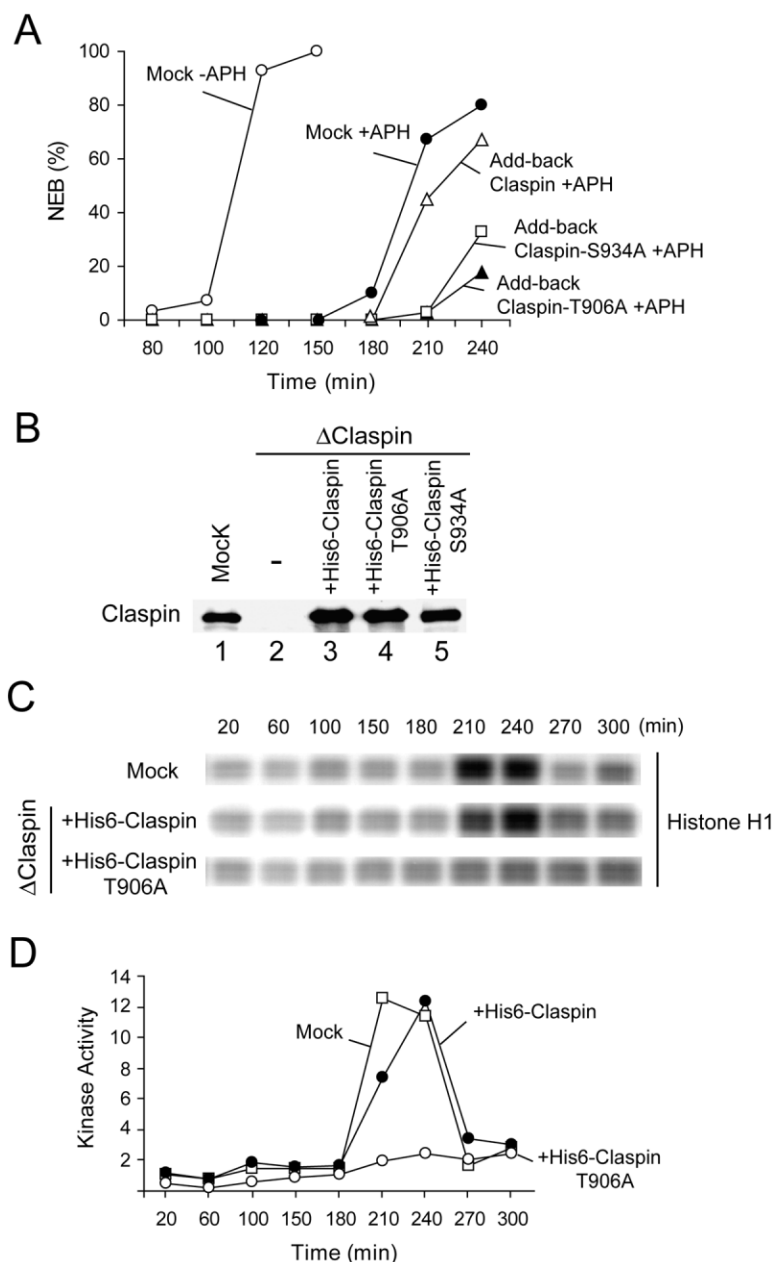 A
100
80
60
40
20
0
NEB (%)
Mock -APH
Mock +APH
Add-back
Claspin +APH
Add-back
Claspin-S934A +APH
Add-back
Claspin-T906A +APH
80 100 120 150 180 210 240
Time (min)
B
ΔClaspin
MocK
-
+His6-Claspin
+His6-Claspin
T906A
+His6-Claspin
S934A
Claspin
1 2 3 4 5
C
20 60 100 150 180 210 240 270 300 (min)
Mock
ΔClaspin
+His6-Claspin
+His6-Claspin
T906A
Histone H1
D
14
12
10
8
6
4
2
Kinase Activity
Mock
+His6-Claspin
+His6-Claspin
T906A
20 60 100 150 180 210 240 270 300
Time (min)